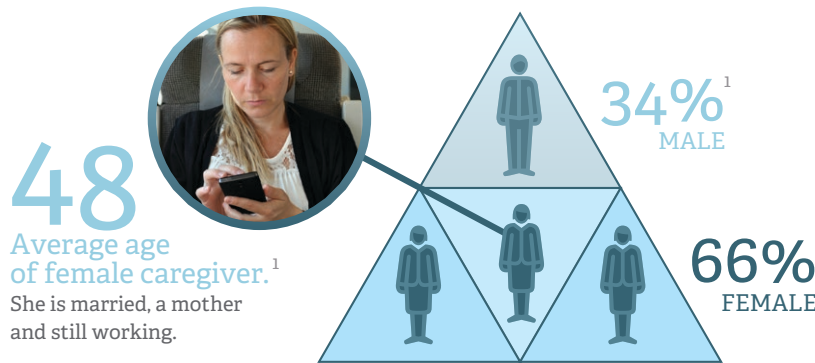 48
Average age
of female caregiver.1
She is married, a mother
and still working.
34%1
MALE
66%
FEMALE